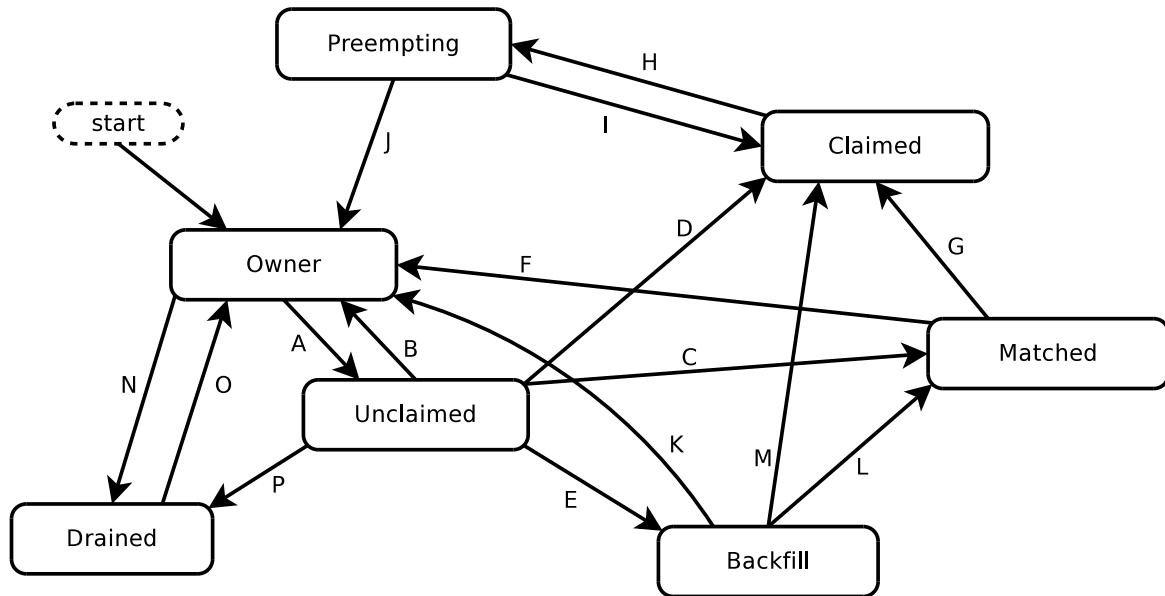 Preempting
H
start
I
J
Claimed
D
Owner
F
G
A
B
C
Matched
N
O
Unclaimed
K
M
L
P
E
Drained
Backfill